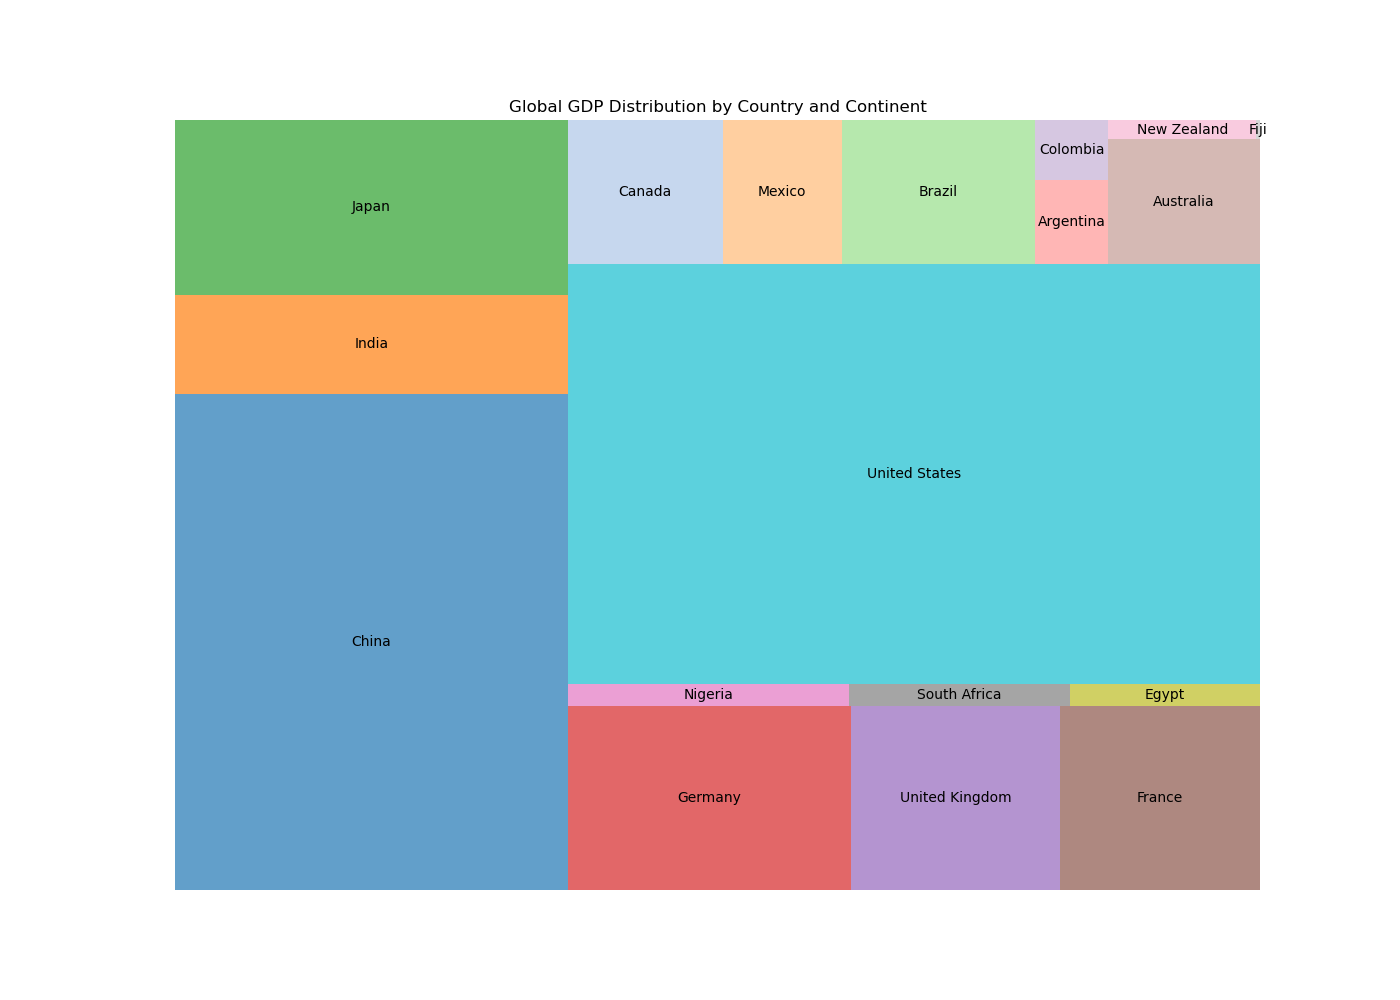 Global GDP Distribution by Country and Continent
New Zealand
Fiji
Colombia
Canada
Mexico
Brazil
Australia
Japan
Argentina
India
United States
China
Nigeria
South Africa
Egypt
Germany
United Kingdom
France